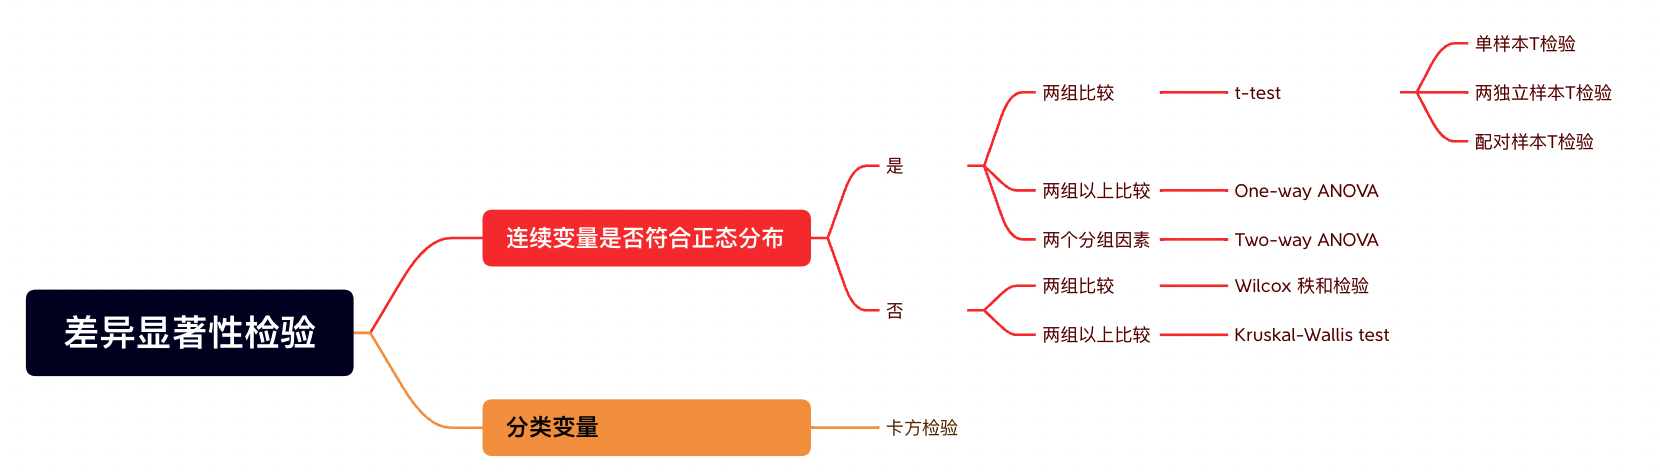 差异显著性检验
连续变量是否符合正态分布
是
两组比较
t-test
单样本T检验
两独立样本T检验
配对样本T检验
两组以上比较
One-way ANOVA
两个分组因素
Two-way ANOVA
否
两组比较
Wilcox 秩和检验
两组以上比较
Kruskal-Wallis test
分类变量
卡方检验